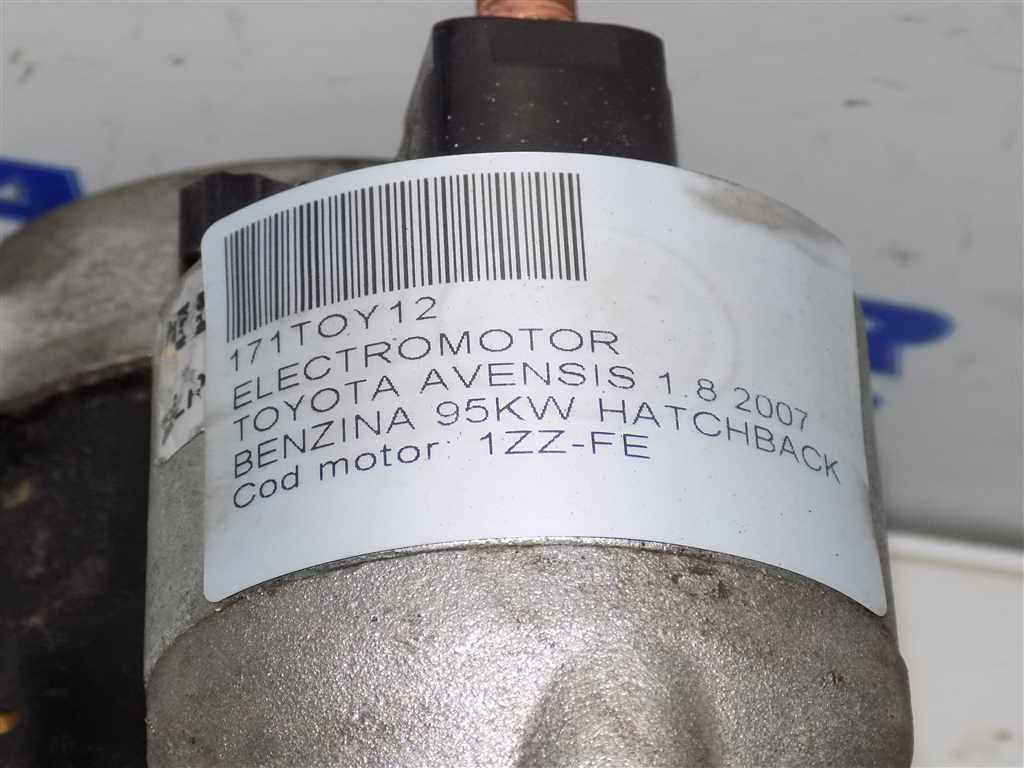 171TOY12
ELECTROMOTOR
TOYOTA AVENSIS 1.8 2007
BENZINA 95KW HATCHBACK
Cod motor: 1ZZ-FE